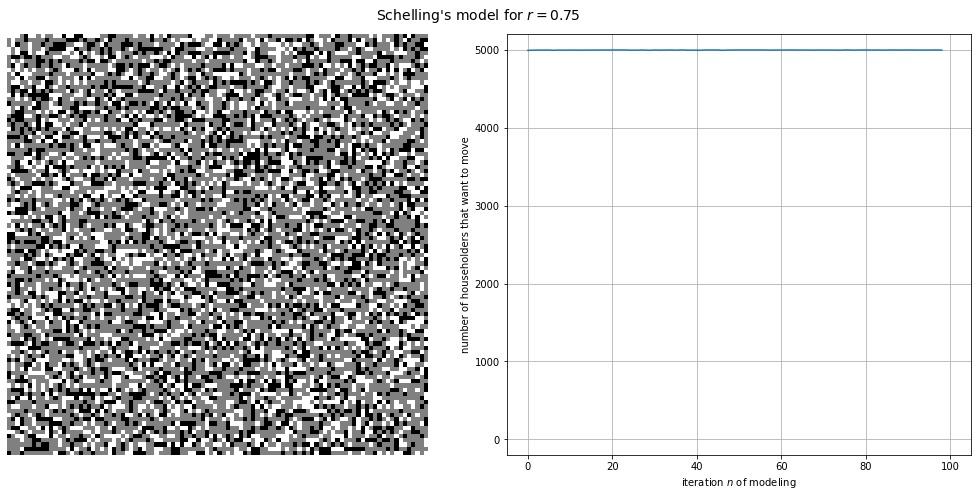 Schelling's model for r = 0.75
number of householders that want to move
5000
4000
3000
2000
1000
0
0 20 40 60 80 100
iteration n of modeling